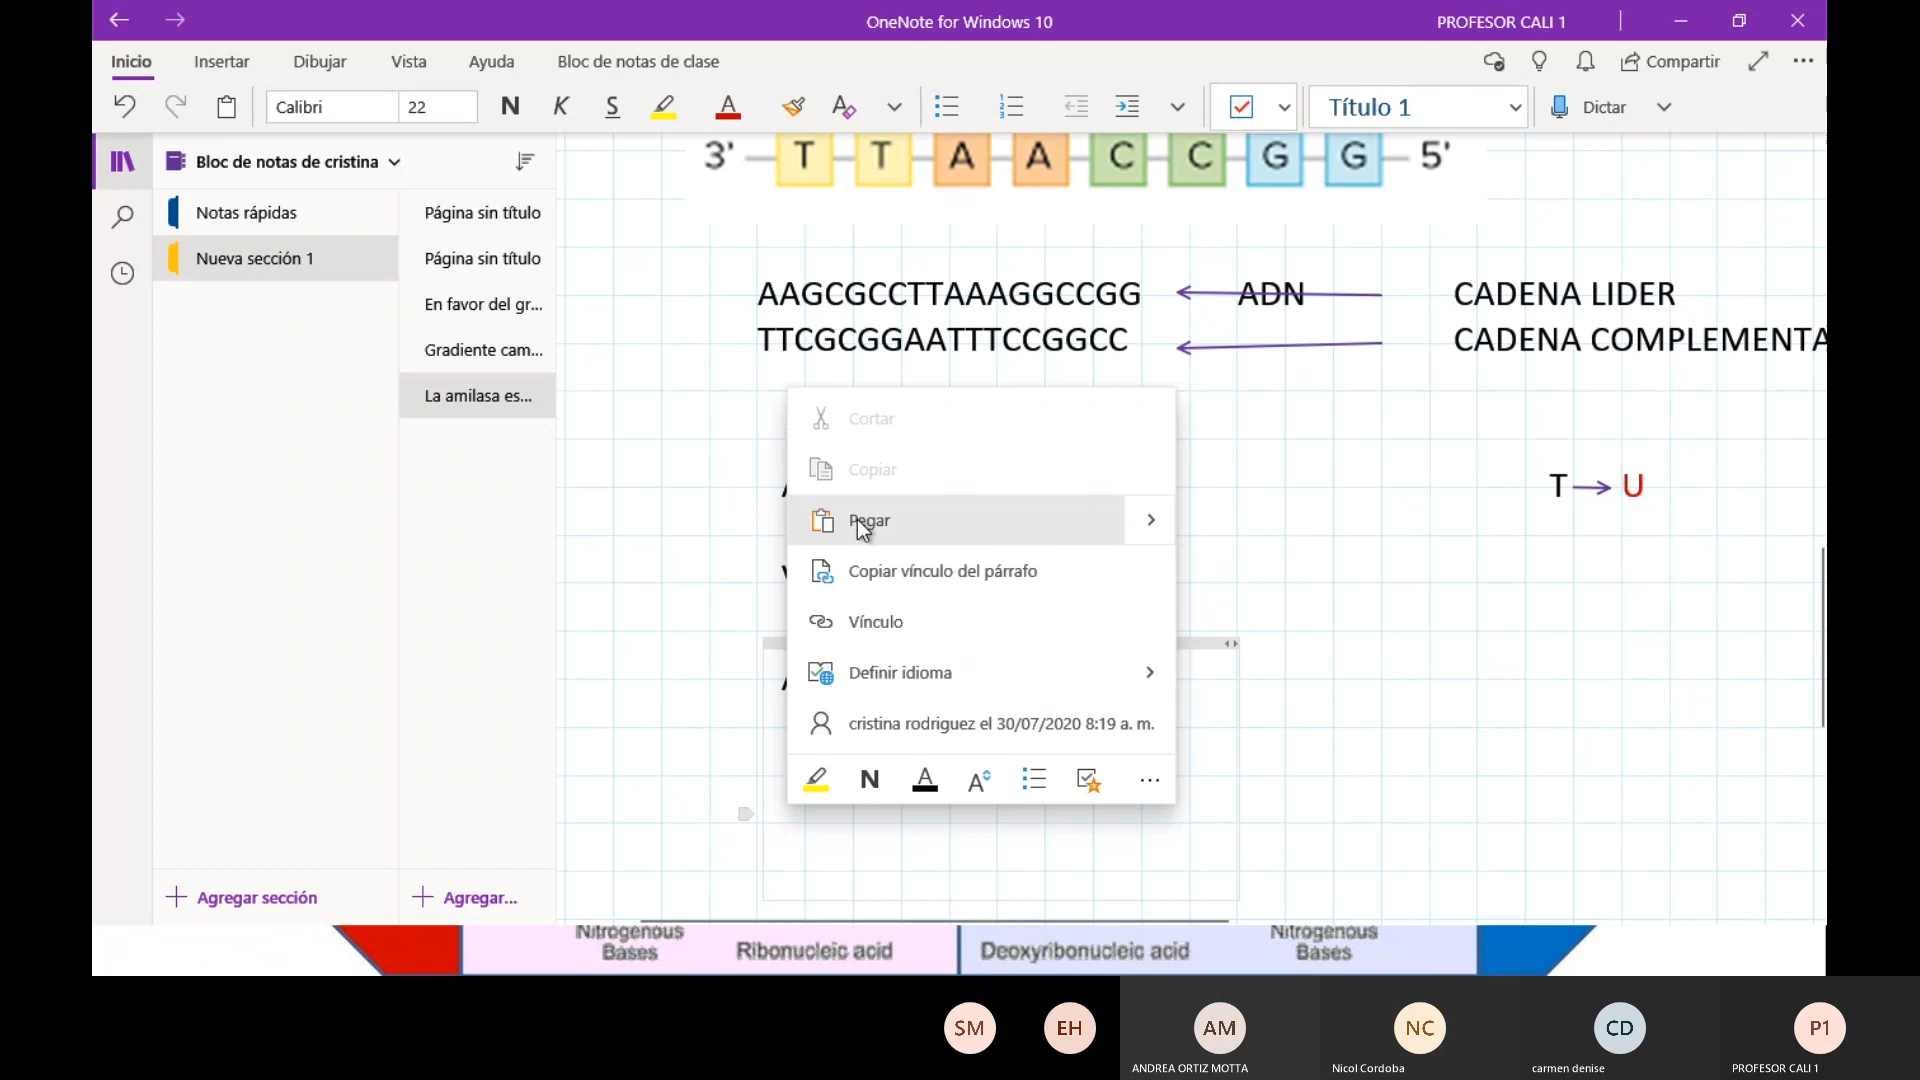 OneNote for Windows 10
PROFESOR CALI 1
Inicio
Insertar
Dibujar
Vista
Ayuda
Bloc de notas de clase
Compartir
Calibri
22
N
K
S
A
A
Título 1
Dictar
Bloc de notas de cristina
Notas rápidas
Nueva sección 1
Página sin título
Página sin título
En favor del gr...
Gradiente cam...
La amilasa es...
3' T T A A C C G G 5'
AAGCGCCTTAAAGGCCGG
ADN
CADENA LIDER
TTCGCGGAATTTCCGGCC
CADENA COMPLEMENTA
T
U
Cortar
Copiar
Pegar
Copiar vínculo del párrafo
Vínculo
Definir idioma
cristina rodriguez el 30/07/2020 8:19 a. m.
N
A
A
Agregar sección
Agregar...
Nitrogenous
Bases
Ribonucleic acid
Deoxyribonucleic acid
Nitrogenous
Bases
SM
EH
AM
NC
CD
P1
ANDREA ORTIZ MOTTA
Nicol Cordoba
carmen denise
PROFESOR CALI 1